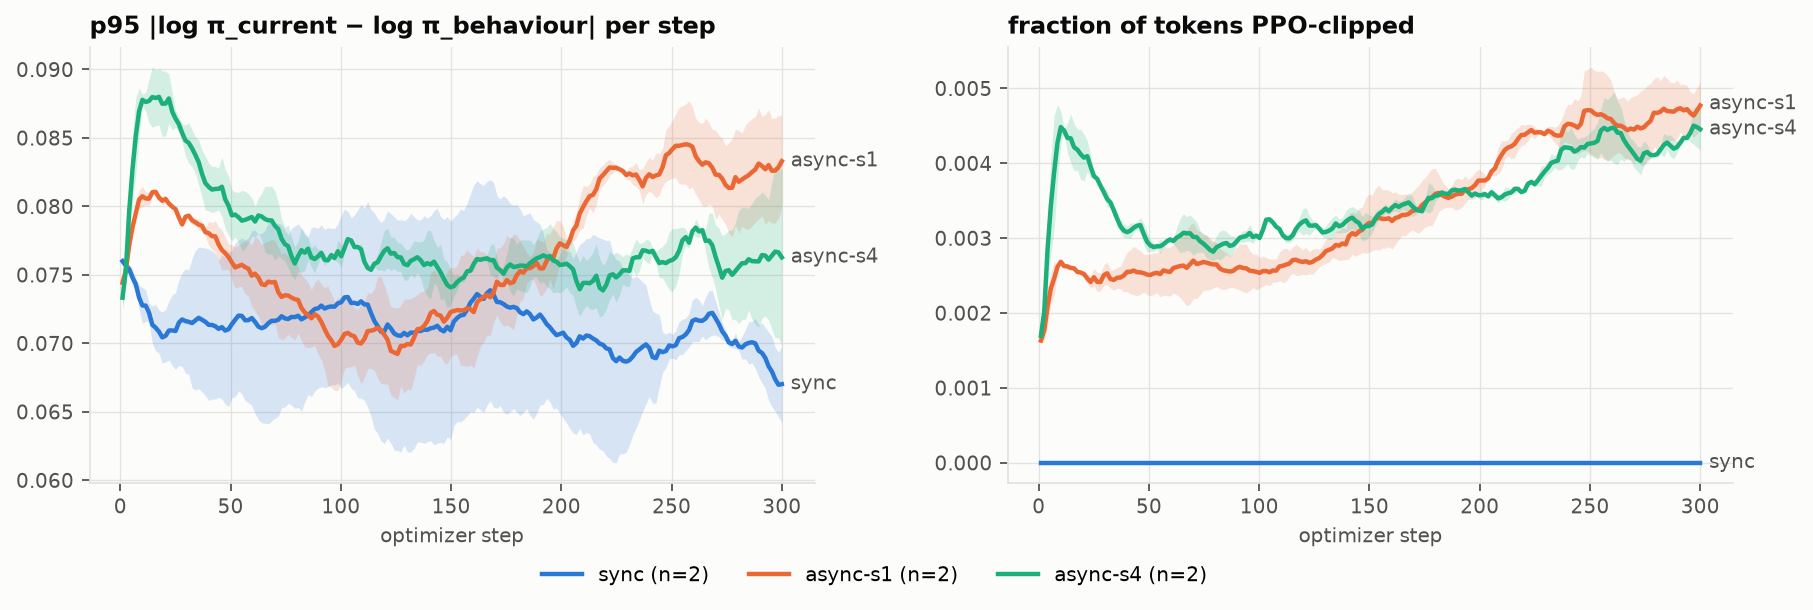 p95 |log π_current − log π_behaviour| per step
0.090
0.085
0.080
0.075
0.070
0.065
0.060
async-s1
async-s4
sync
0 50 100 150 200 250 300
optimizer step
fraction of tokens PPO-clipped
0.005
0.004
0.003
0.002
0.001
0.000
async-s1
async-s4
sync
0 50 100 150 200 250 300
optimizer step
sync (n=2) async-s1 (n=2) async-s4 (n=2)